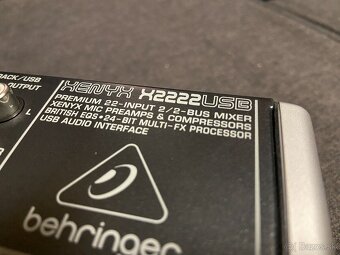 RACK/USB
OUTPUT
L
XENYX X2222USB
PREMIUM 22-INPUT 2/2-BUS MIXER
XENYX MIC PREAMPS & COMPRESSORS
BRITISH EQS • 24-BIT MULTI-FX PROCESSOR
USB AUDIO INTERFACE
behringer